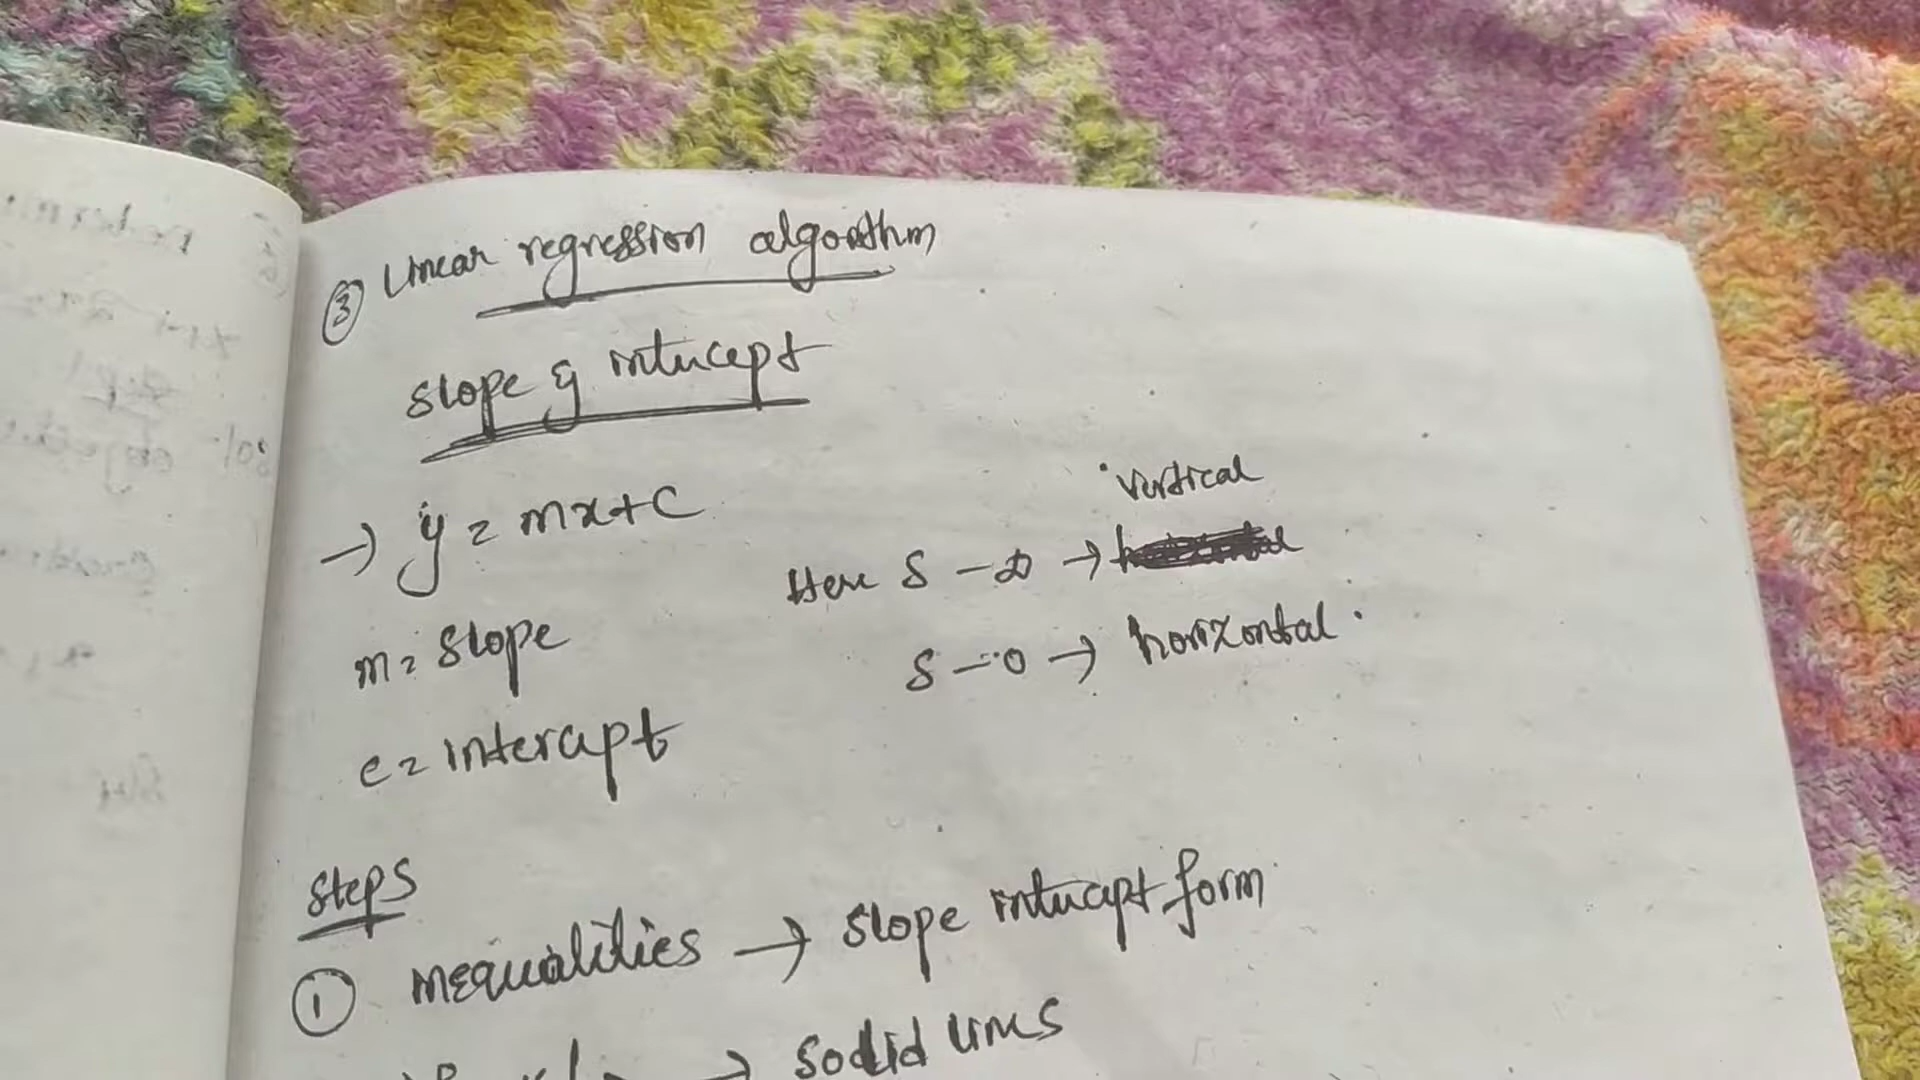 ③ Linear regression algorithm
slope & intercept
→ y = mx+c
m = slope
c = intercept
vertical
Here S - ∞ →
S - 0 → horizontal.
Steps
① inequalities → slope intercept form
→ solid lines